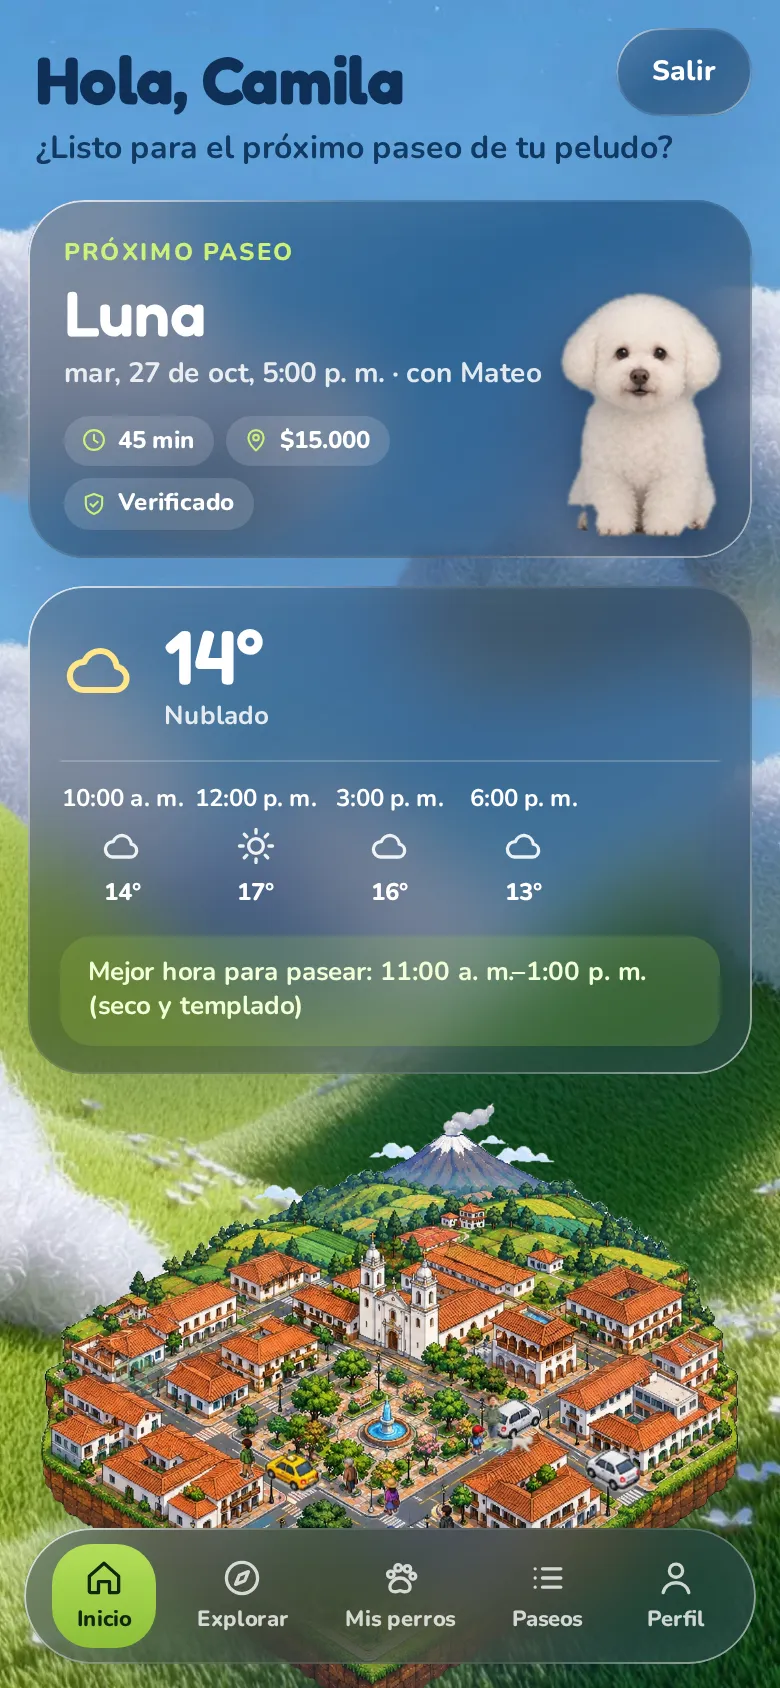 Hola, Camila
Salir
¿Listo para el próximo paseo de tu peludo?
PRÓXIMO PASEO
Luna
mar, 27 de oct, 5:00 p. m. · con Mateo
45 min
$15.000
Verificado
14°
Nublado
10:00 a. m. 12:00 p. m. 3:00 p. m. 6:00 p. m.
14° 17° 16° 13°
Mejor hora para pasear: 11:00 a. m.–1:00 p. m.
(seco y templado)
Inicio Explorar Mis perros Paseos Perfil